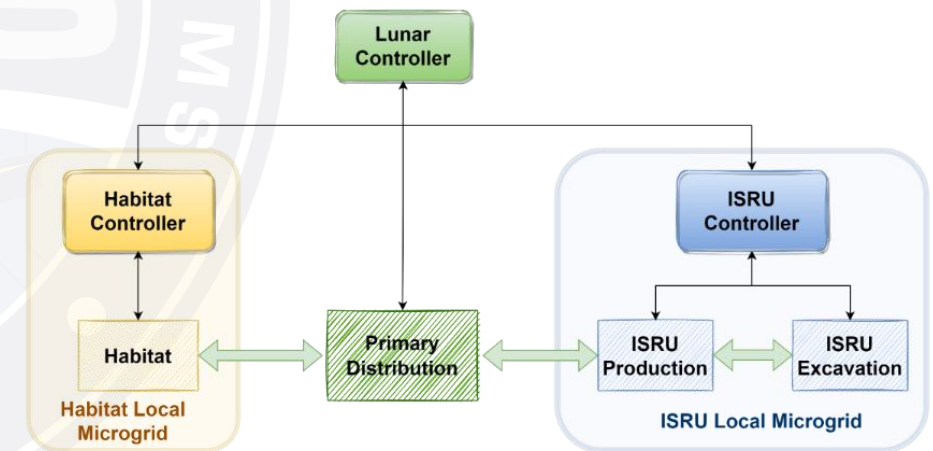 Lunar
Controller
MS
Habitat
Controller
ISRU
Controller
Habitat
Primary
Distribution
ISRU
Production
ISRU
Excavation
Habitat Local
Microgrid
ISRU Local Microgrid